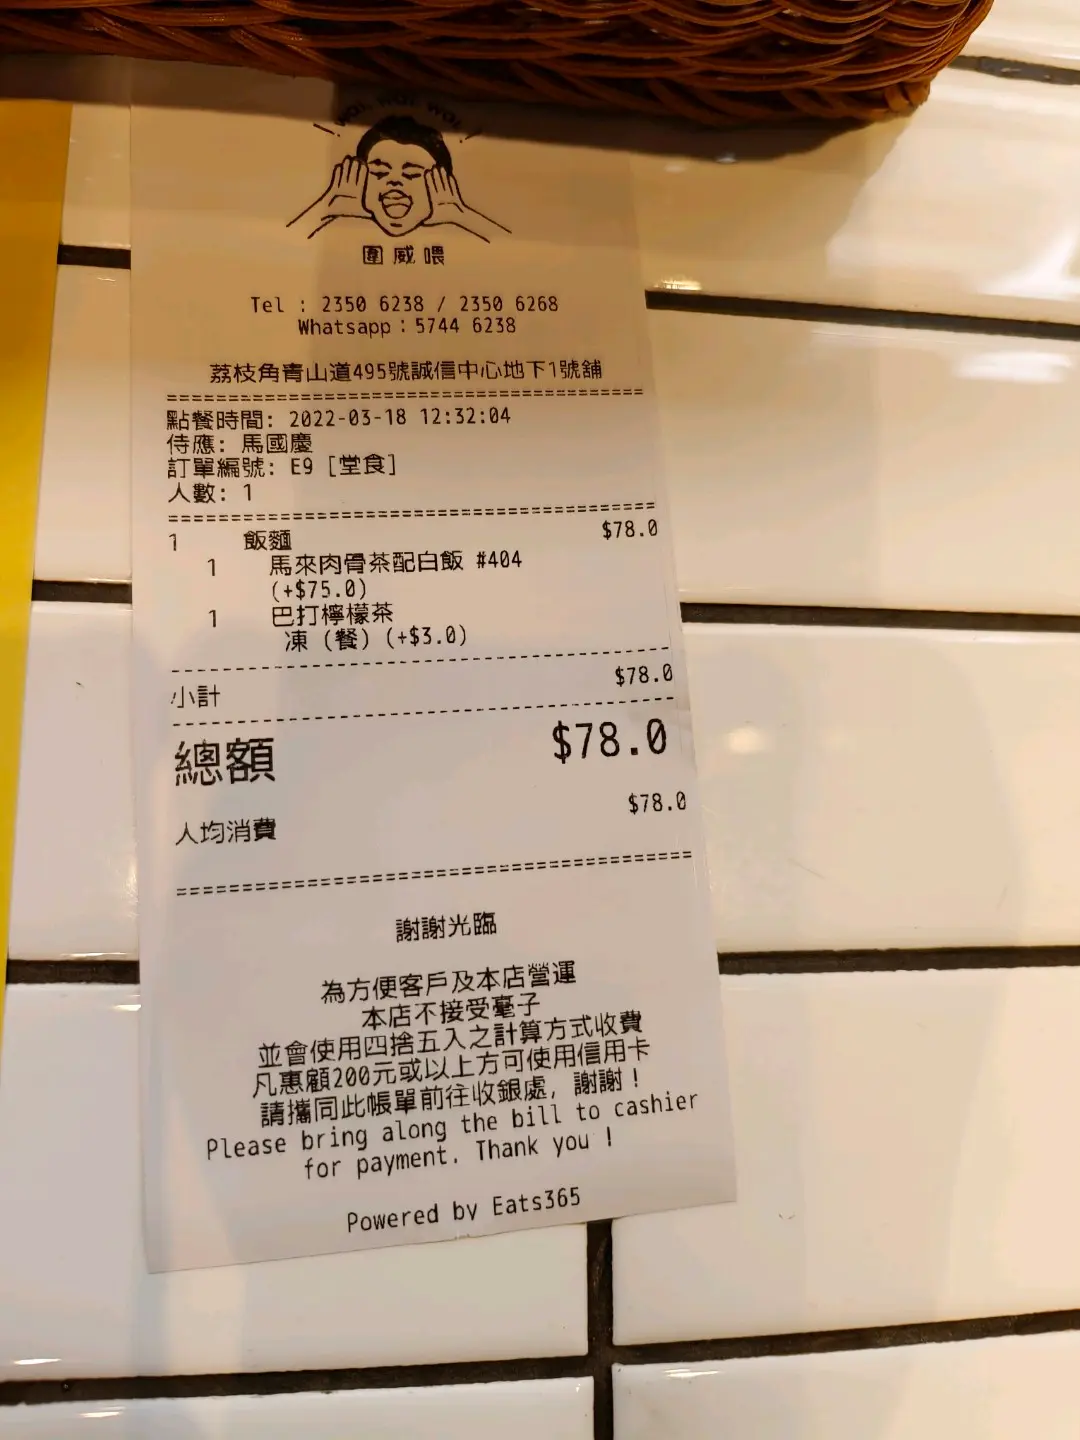 wai wai wai
圍威喂
Tel : 2350 6238 / 2350 6268
Whatsapp：5744 6238
荔枝角青山道495號誠信中心地下1號舖
點餐時間: 2022-03-18 12:32:04
侍應: 馬國慶
訂單編號: E9 [堂食]
人數: 1
1 飯麵 $78.0
1 馬來肉骨茶配白飯 #404
(+$75.0)
1 巴打檸檬茶
凍 (餐) (+$3.0)
小計 $78.0
總額 $78.0
人均消費 $78.0
謝謝光臨
為方便客戶及本店營運
本店不接受毫子
並會使用四捨五入之計算方式收費
凡惠顧200元或以上方可使用信用卡
請攜同此帳單前往收銀處, 謝謝！
Please bring along the bill to cashier
for payment. Thank you !
Powered by Eats365